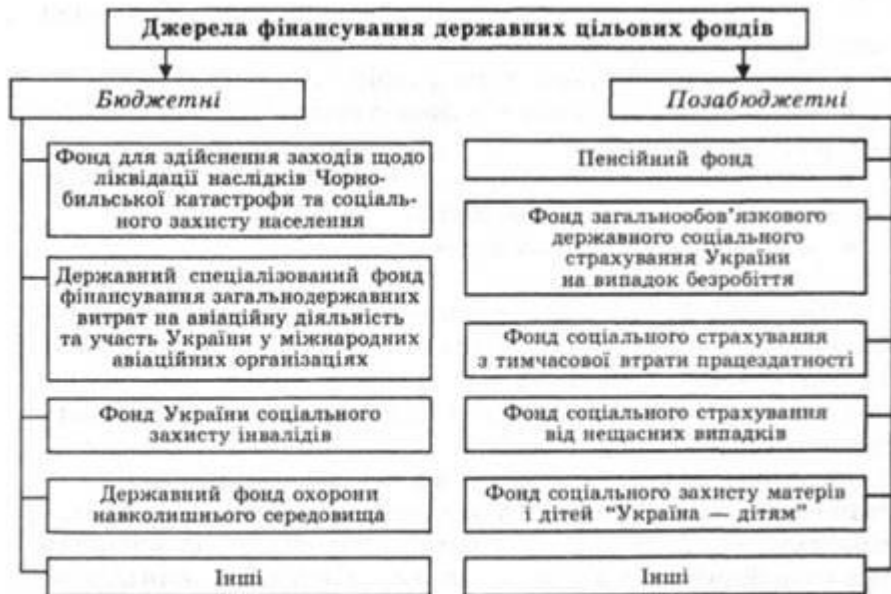 Джерела фінансування державних цільових фондів
Бюджетні
Фонд для здійснення заходів щодо
ліквідації наслідків Чорно-
бильської катастрофи та соціаль-
ного захисту населення
Державний спеціалізований фонд
фінансування загальнодержавних
витрат на авіаційну діяльність
та участь України у міжнародних
авіаційних організаціях
Фонд України соціального
захисту інвалідів
Державний фонд охорони
навколишнього середовища
Інші
Позабюджетні
Пенсійний фонд
Фонд загальнообов'язкового
державного соціального
страхування України
на випадок безробіття
Фонд соціального страхування
з тимчасової втрати працездатності
Фонд соціального страхування
від нещасних випадків
Фонд соціального захисту матерів
і дітей “Україна — дітям”
Інші